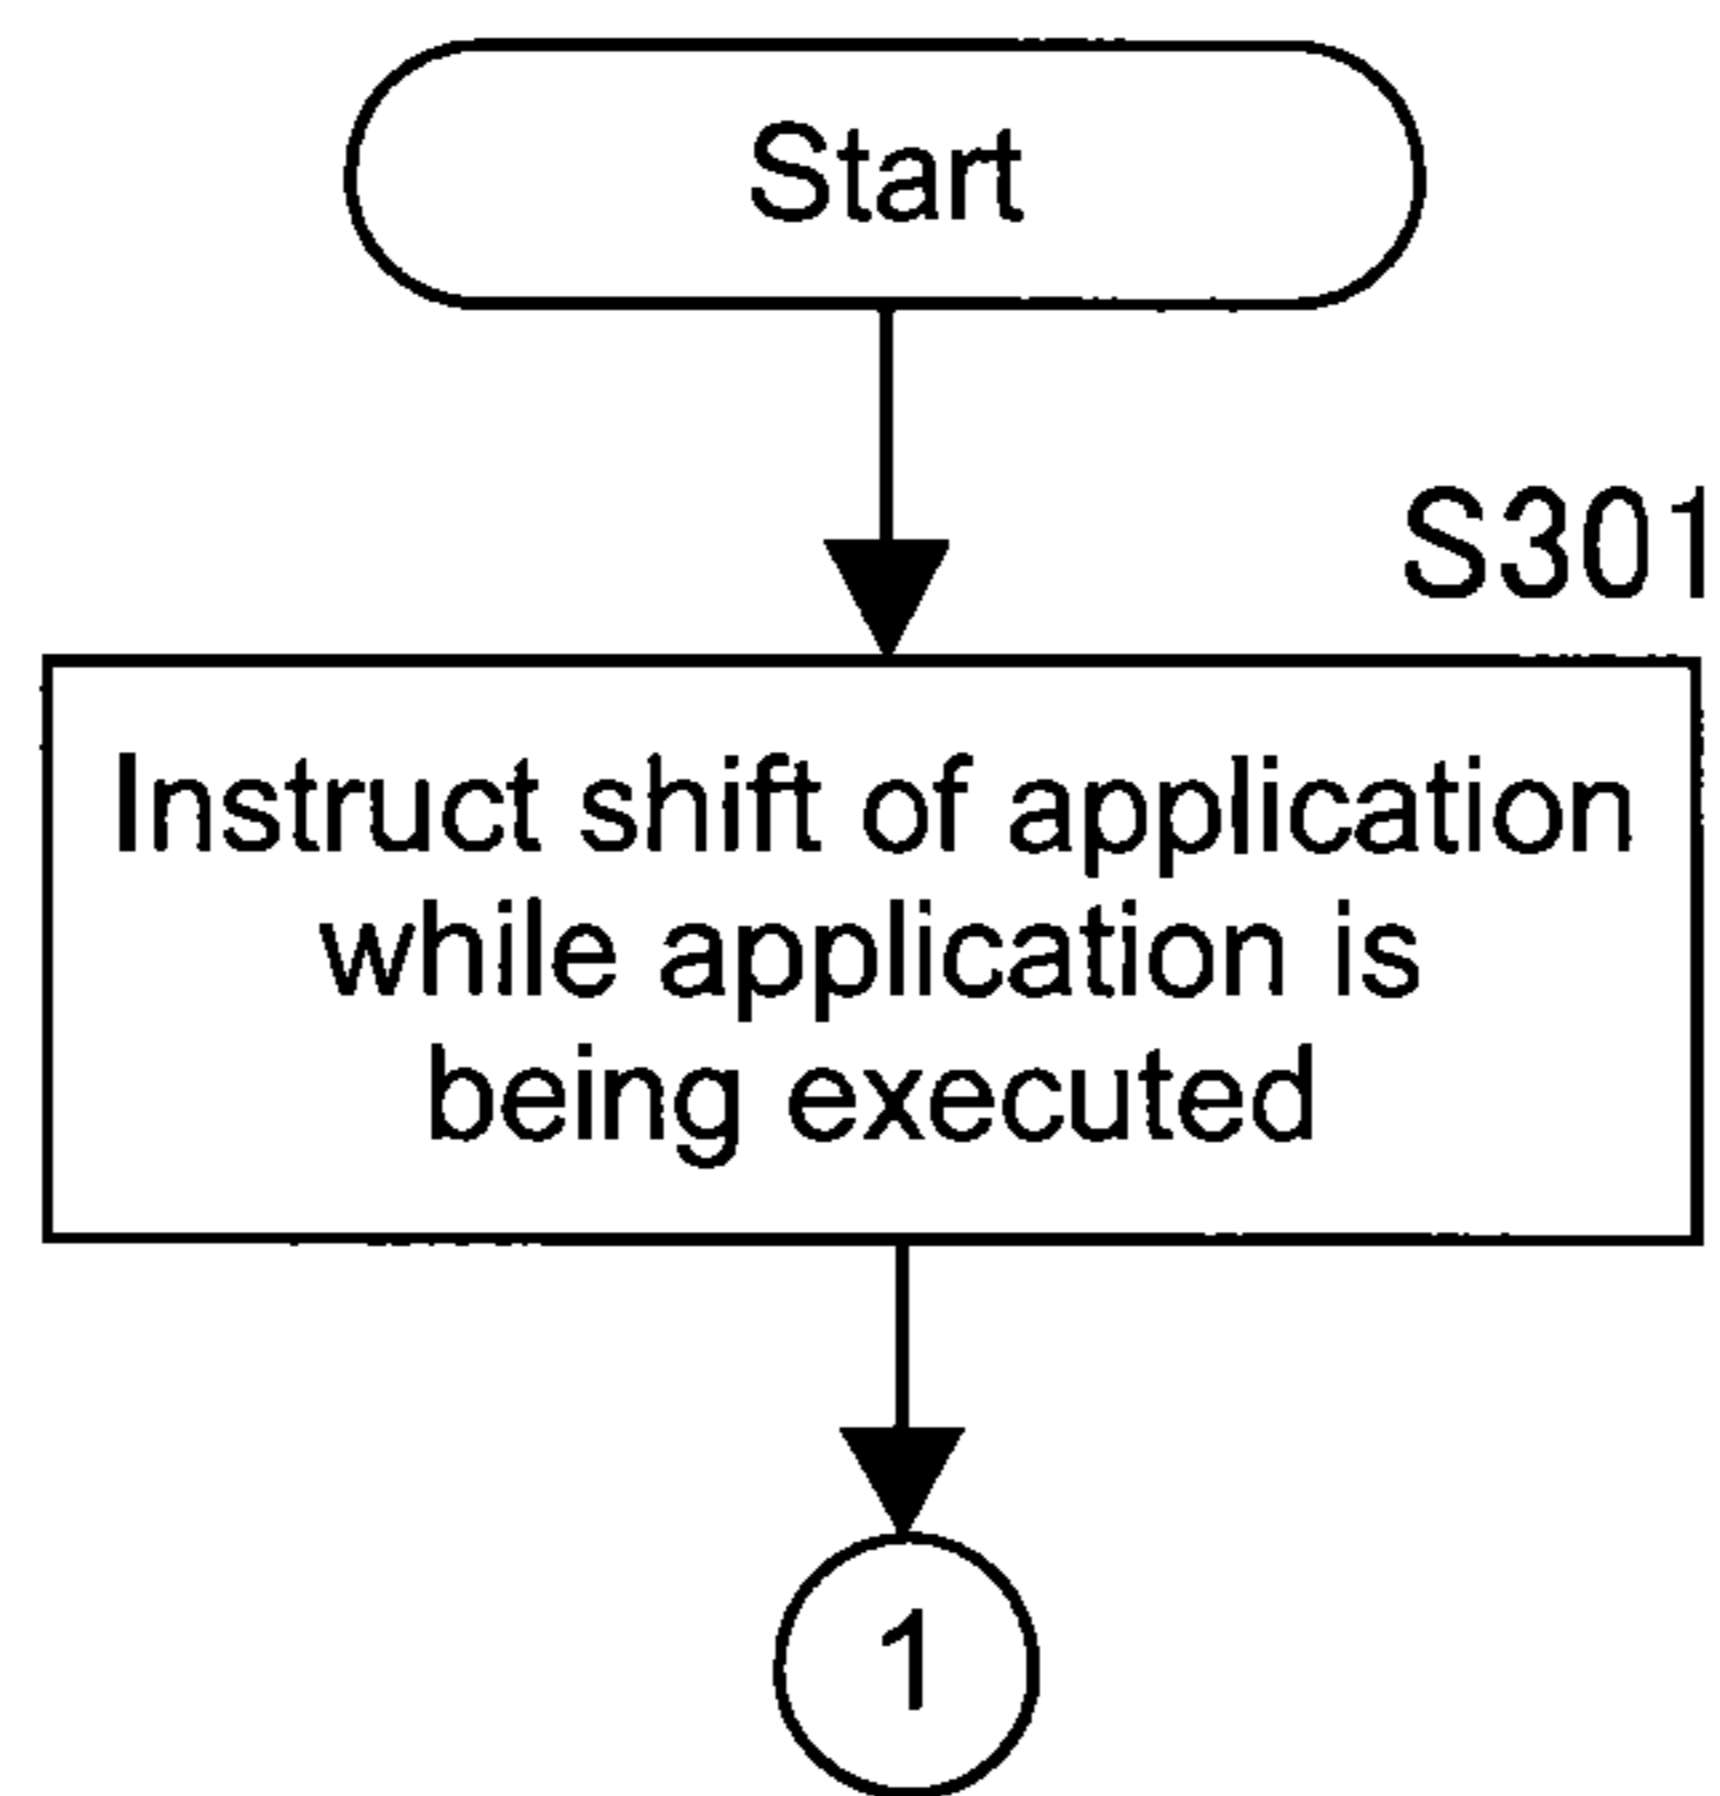 Start
S301
Instruct shift of application
while application is
being executed
1